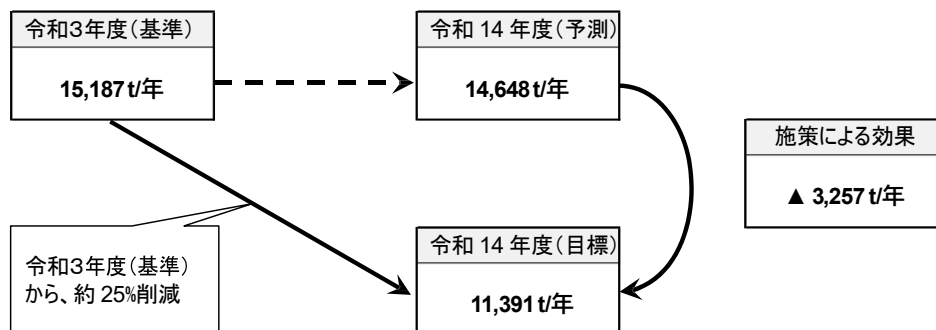 令和３年度（基準）
15,187 t/年
令和 14 年度（予測）
14,648 t/年
施策による効果
▲ 3,257 t/年
令和３年度（基準）
から、約 25%削減
令和 14 年度（目標）
11,391 t/年